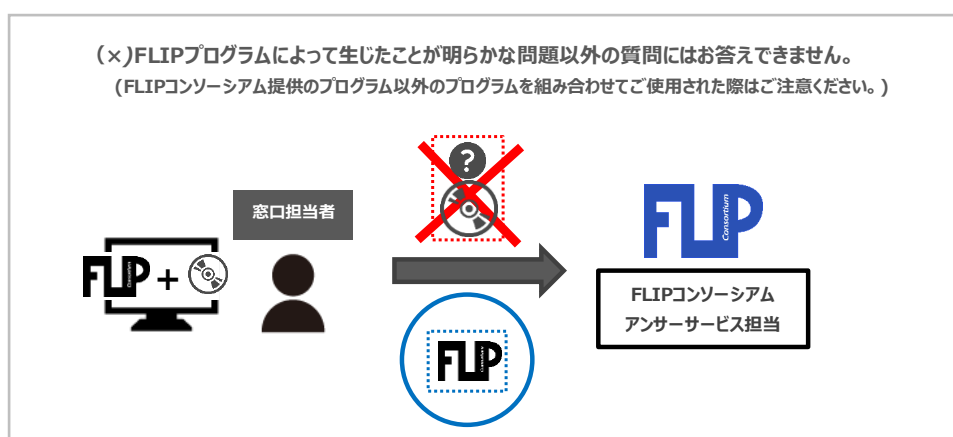 (×)FLIPプログラムによって生じたことが明らかな問題以外の質問にはお答えできません。
(FLIPコンソーシアム提供のプログラム以外のプログラムを組み合わせてご使用された際はご注意ください。)
?
窓口担当者
FLIP
Consortium
FLIP
Consortium
+
FLIPコンソーシアム
アンサーサービス担当
FLIP
Consortium